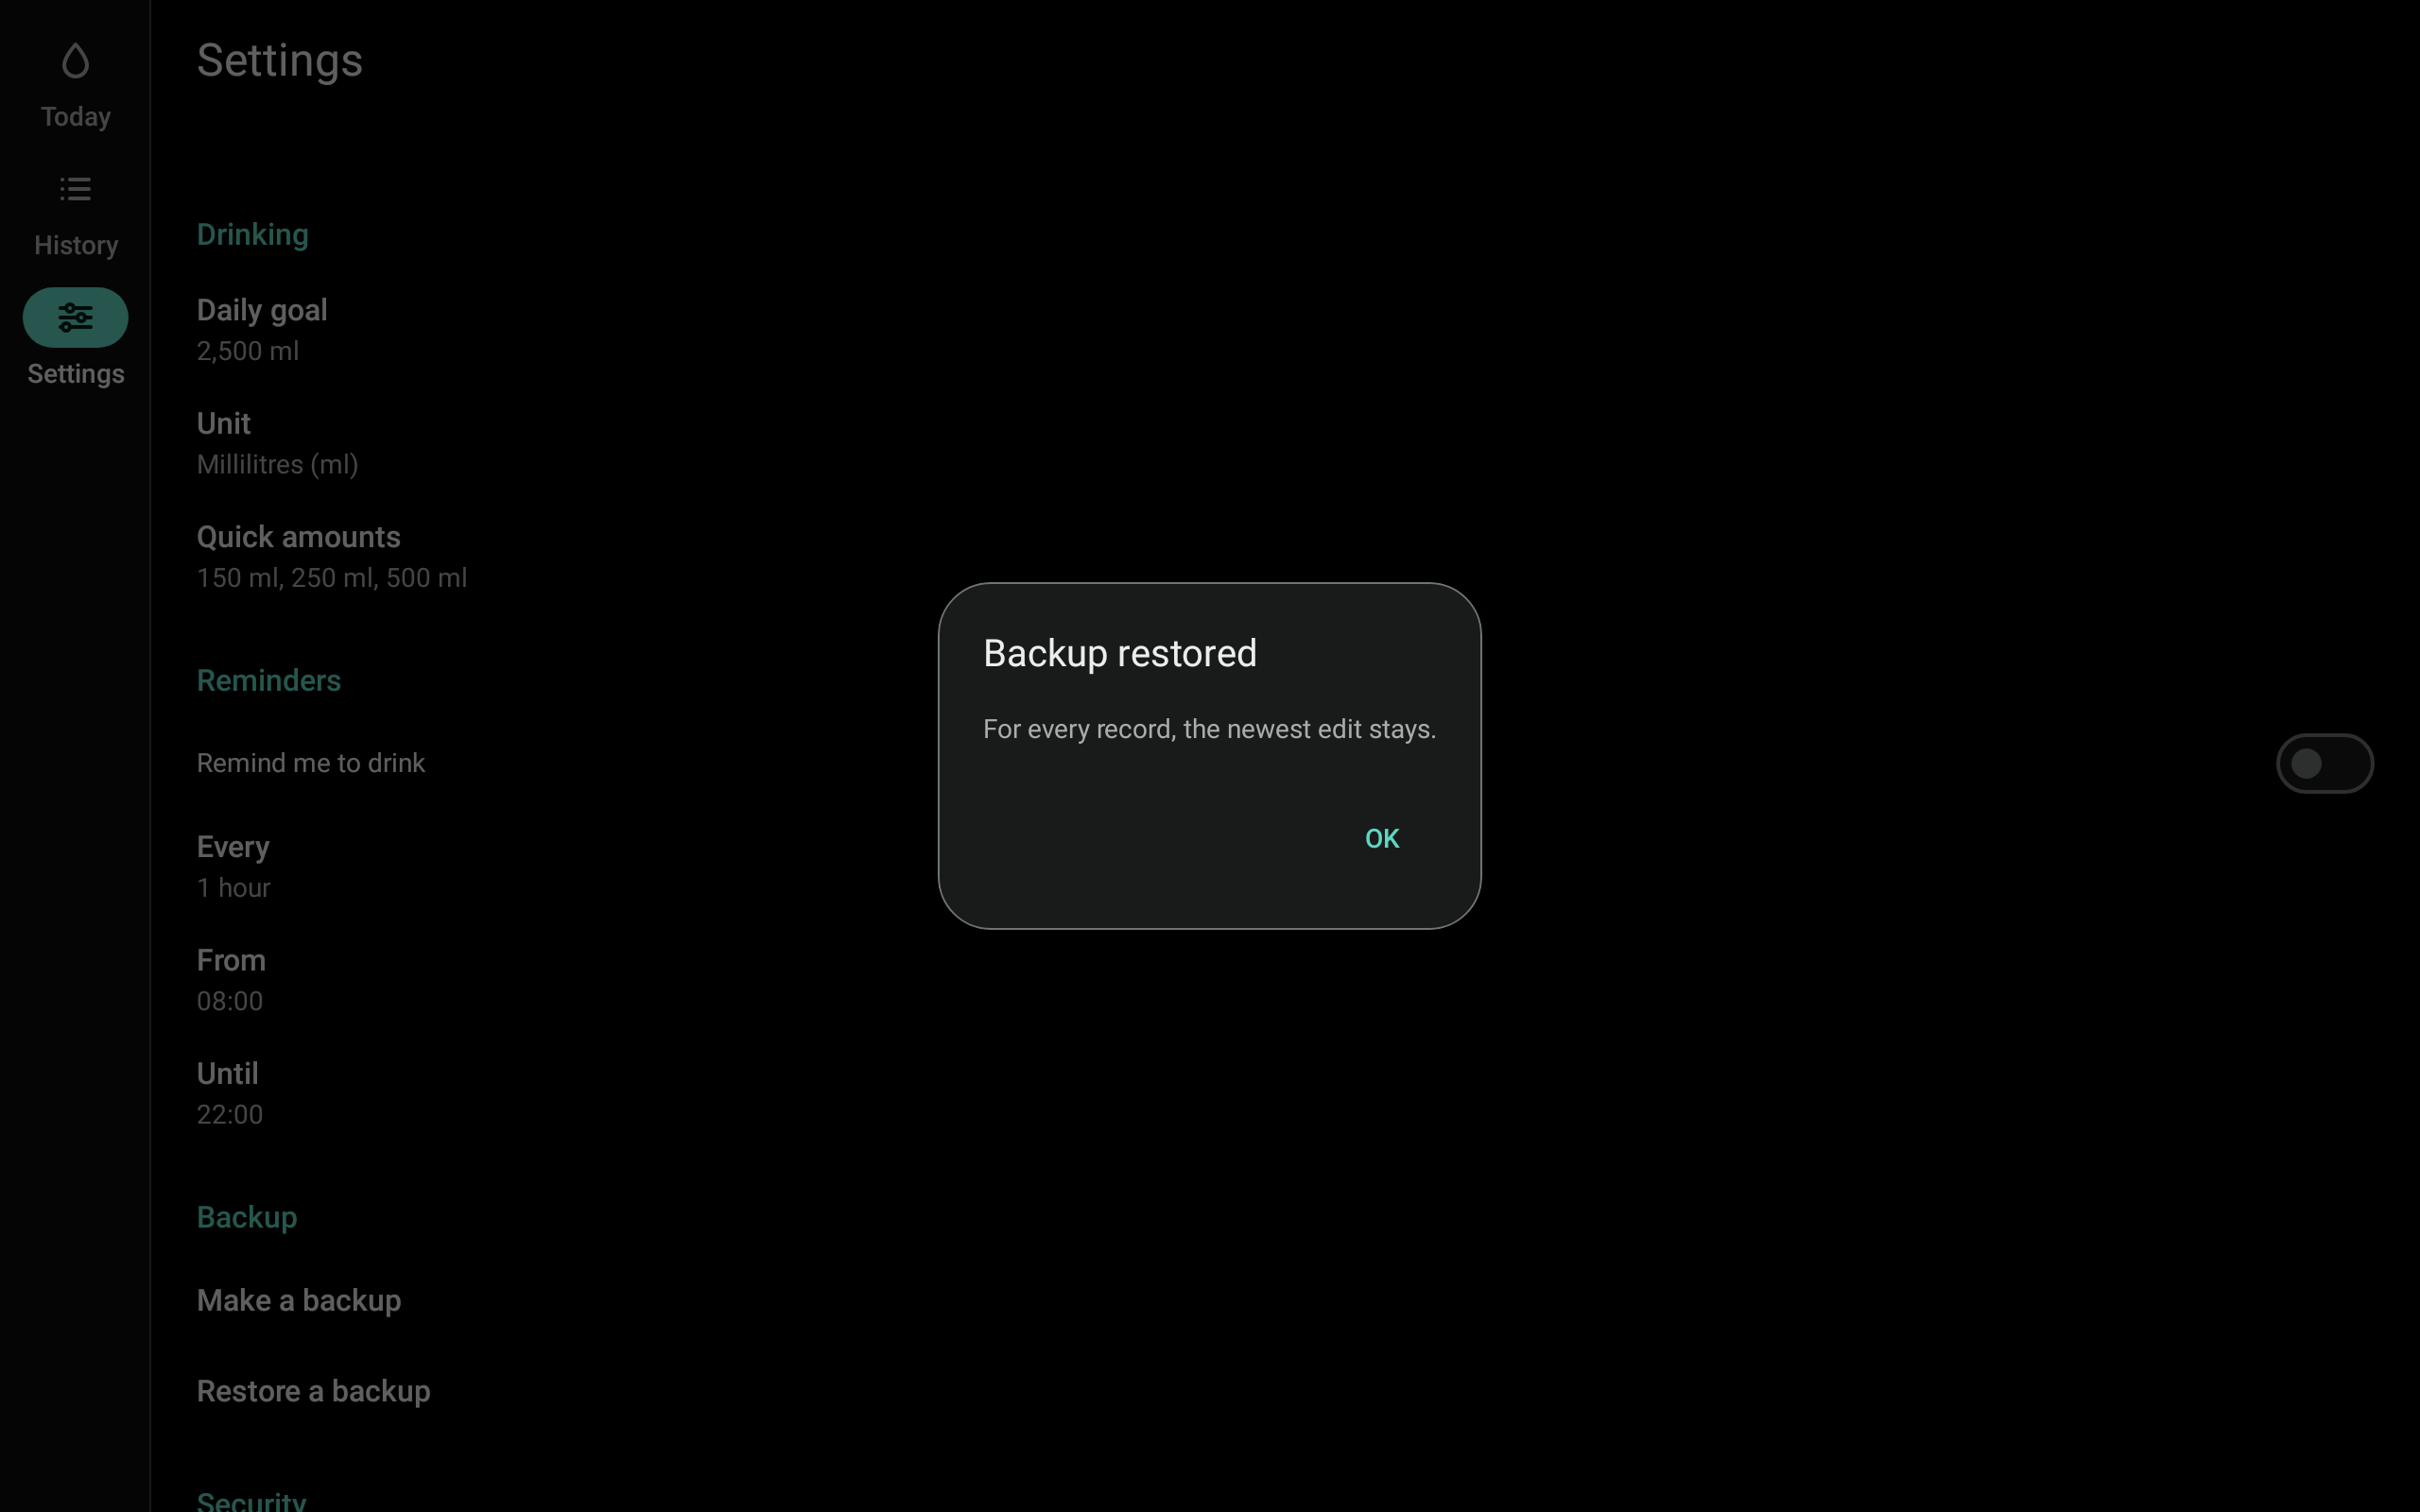 Today
History
Settings
Settings
Drinking
Daily goal
2,500 ml
Unit
Millilitres (ml)
Quick amounts
150 ml, 250 ml, 500 ml
Reminders
Remind me to drink
Every
1 hour
From
08:00
Until
22:00
Backup
Make a backup
Restore a backup
Security
Backup restored
For every record, the newest edit stays.
OK